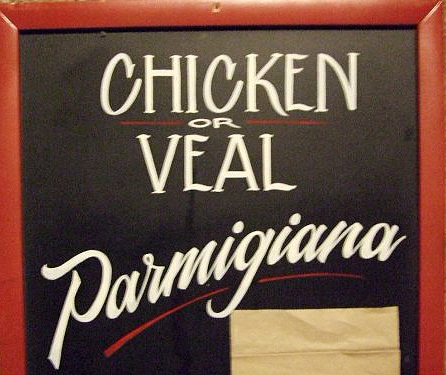 CHICKEN
OR
VEAL
Parmigiana